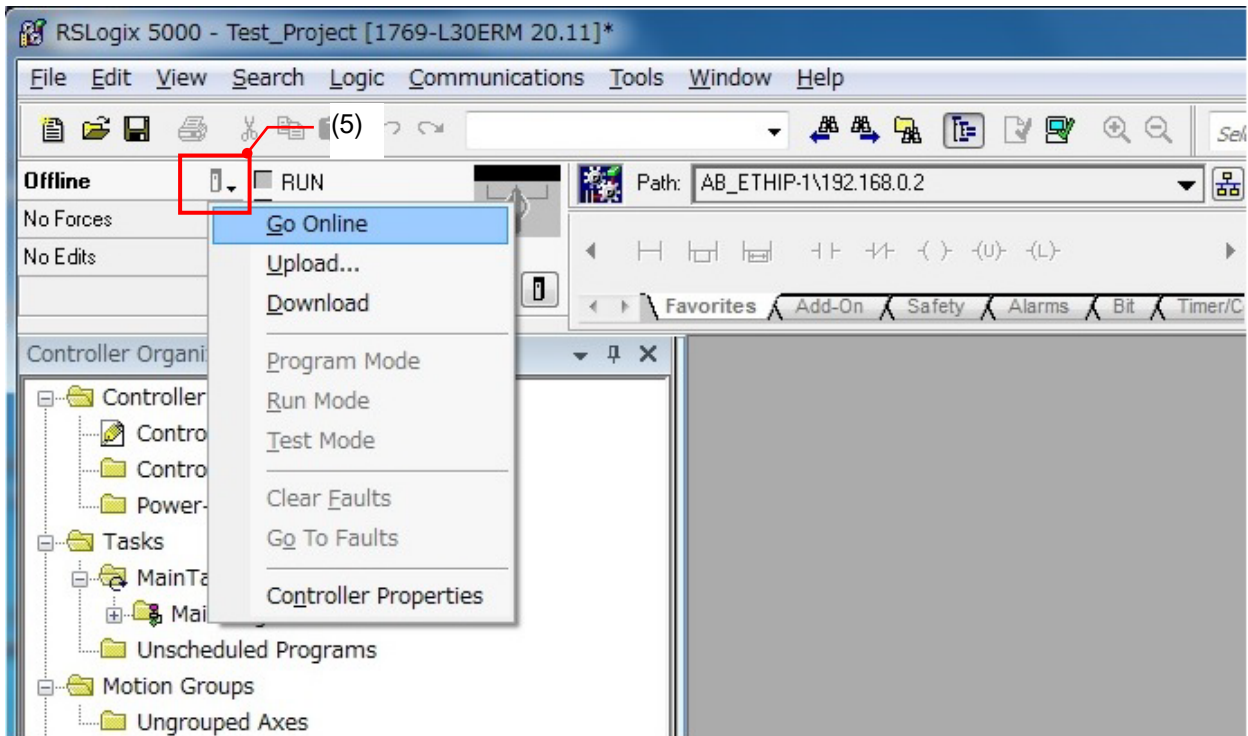 RSLogix 5000 - Test_Project [1769-L30ERM 20.11]*
File Edit View Search Logic Communications Tools Window Help
(5)
Offline RUN Path: AB_ETHIP-1\192.168.0.2
No Forces
No Edits
Go Online
Upload...
Download
Program Mode
Run Mode
Test Mode
Clear Faults
Go To Faults
Controller Properties
-(U)- -(L)-
Favorites Add-On Safety Alarms Bit Timer/C
Controller Organi
Controller
Contro
Contro
Power-
Tasks
MainTa
Mai
Unscheduled Programs
Motion Groups
Ungrouped Axes